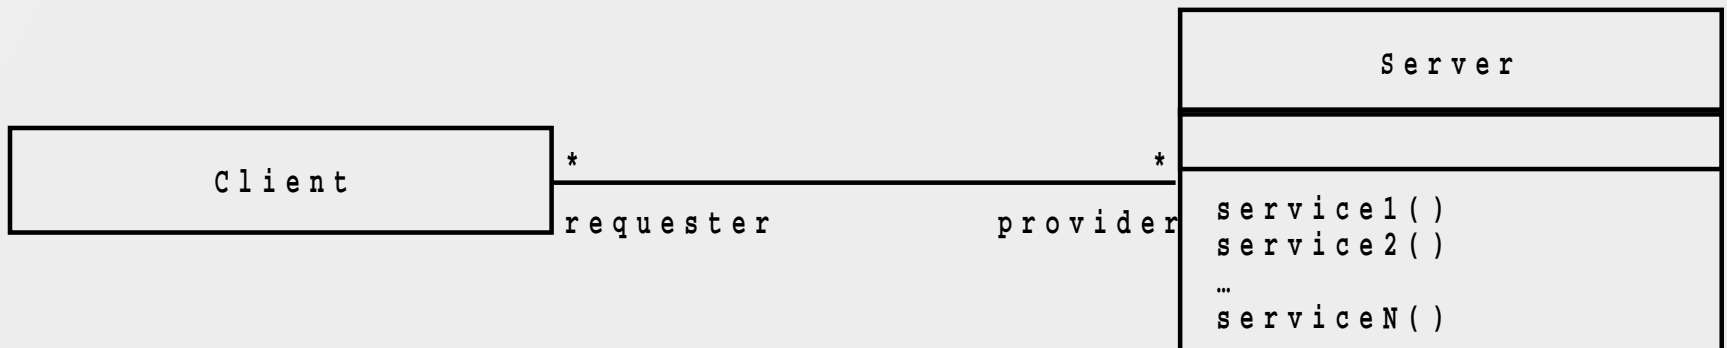 Server
Client
*
*
requester
provider
service1()
service2()
…
serviceN()